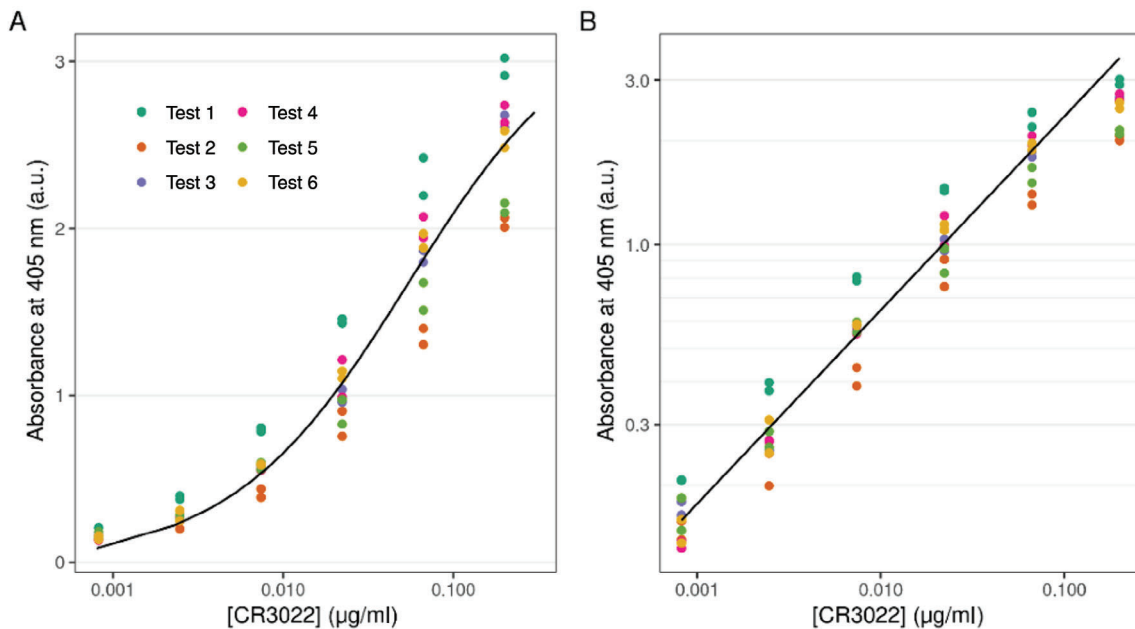 A
B
3
2
1
0
Test 1
Test 4
Test 2
Test 5
Test 3
Test 6
Absorbance at 405 nm (a.u.)
0.001
0.010
0.100
[CR3022] (µg/ml)
3.0
1.0
0.3
Absorbance at 405 nm (a.u.)
0.001
0.010
0.100
[CR3022] (µg/ml)